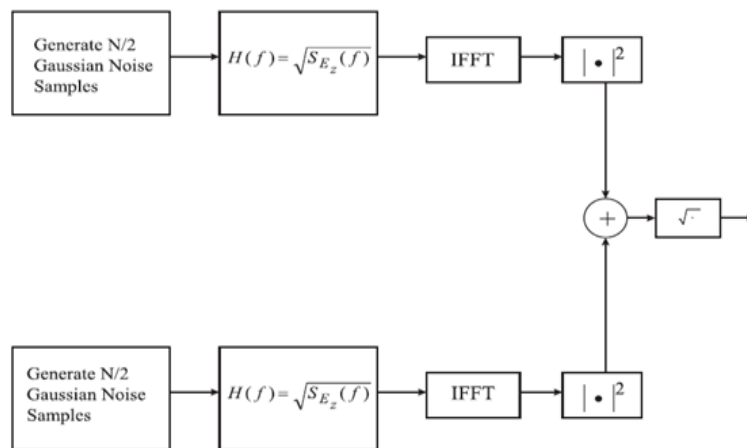 Generate N/2
Gaussian Noise
Samples
H(f)=√S_{E_z}(f)
IFFT
|•|²
+
√·
Generate N/2
Gaussian Noise
Samples
H(f)=√S_{E_z}(f)
IFFT
|•|²